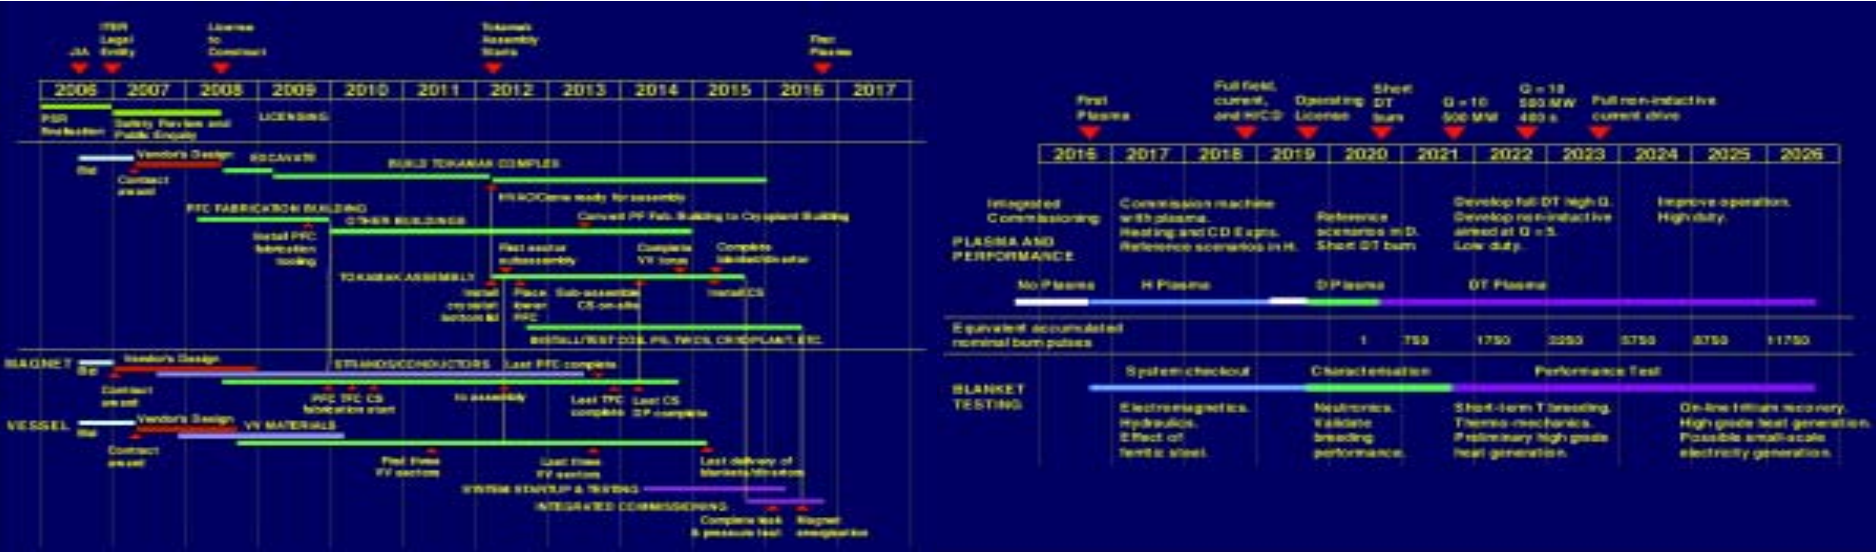 ITER
Legal
Entity
JIA
License
to
Construct
Tokamak
Assembly
Starts
First
Plasma
2006 2007 2008 2009 2010 2011 2012 2013 2014 2015 2016 2017
PSR
Evaluation
Safety Review and
Public Enquiry
LICENSING
Bid
Vendor's Design
EXCAVATE
BUILD TOKAMAK COMPLEX
Contract
award
HVAC/Crane ready for assembly
PFC FABRICATION BUILDING
OTHER BUILDINGS
Convert PF Fab. Building to Cryoplant Building
Install PFC
fabrication
tooling
First sector
subassembly
Complete
VV torus
Complete
blanket/divertor
TOKAMAK ASSEMBLY
Install
cryostat
bottom lid
Place
lower
PFC
Sub-assemble
CS on-site
Install CS
INSTALL/TEST COIL PS, TWCS, CRYOPLANT, ETC.
MAGNET
Bid
Vendor's Design
STRANDS/CONDUCTORS
Last PFC complete
Contract
award
PFC TFC CS
fabrication start
to assembly
Last TFC
complete
Last CS
complete
VESSEL
Bid
Vendor's Design
VV MATERIALS
Contract
award
First three
VV sectors
Last three
VV sectors
Last delivery of
blankets/divertors
SYSTEM STARTUP & TESTING
INTEGRATED COMMISSIONING
Complete leak
& pressure test
Magnet
energisation
First
Plasma
Full field,
current,
and H/CD
Operating
License
Short
DT
burn
Q = 10
500 MW
Q = 10
500 MW
400 s
Full non-inductive
current drive
2016 2017 2018 2019 2020 2021 2022 2023 2024 2025 2026
Integrated
Commissioning
Commission machine
with plasma.
Heating and CD Expts.
Reference scenarios in H.
Reference
scenarios in D.
Short DT burn
Develop full DT high Q.
Develop non-inductive
aimed at Q = 5.
Low duty.
Improve operation.
High duty.
PLASMA AND
PERFORMANCE
No Plasma
H Plasma
D Plasma
DT Plasma
Equivalent accumulated
nominal burn pulses
1 750 1750 3250 5750 8750 11750
BLANKET
TESTING
System checkout
Characterisation
Performance Test
Electromagnetics.
Hydraulics.
Effect of
ferritic steel.
Neutronics.
Validate
breeding
performance.
Short-term T breeding.
Thermo-mechanics.
Preliminary high grade
heat generation.
On-line tritium recovery.
High grade heat generation.
Possible small-scale
electricity generation.